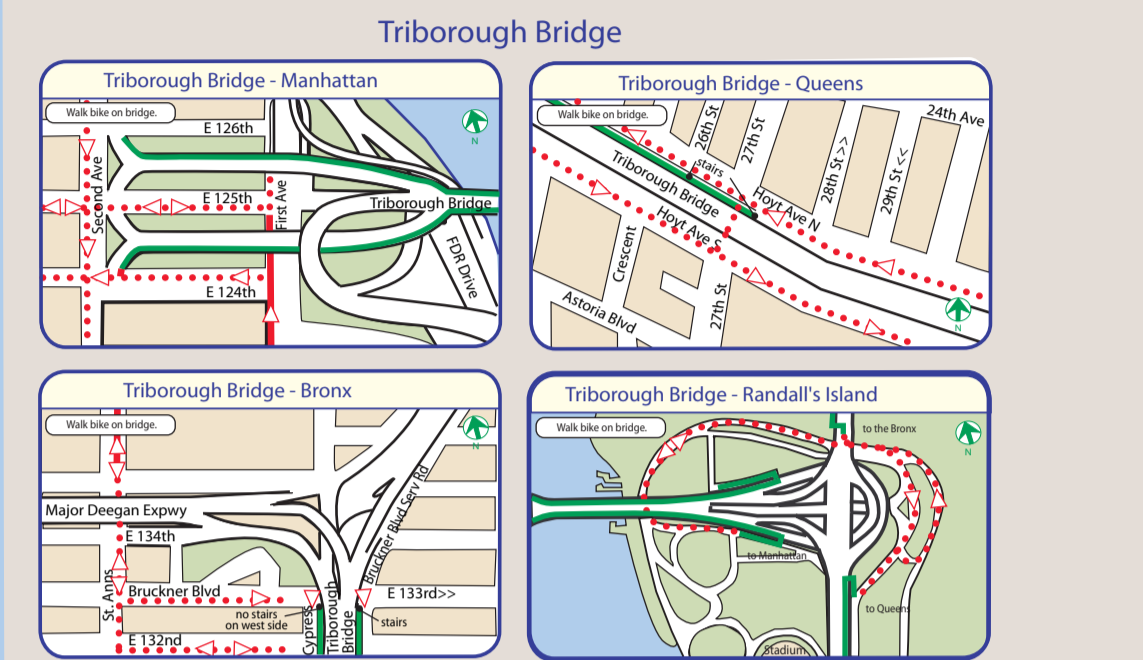 Triborough Bridge
Triborough Bridge - Manhattan
Walk bike on bridge.
N
E 126th
Second Ave
E 125th
First Ave
Triborough Bridge
FDR Drive
E 124th
Triborough Bridge - Queens
Walk bike on bridge.
26th St
27th St
24th Ave
28th St >>
29th St <<
stairs
Triborough Bridge
Hoyt Ave N
Hoyt Ave S
Crescent
27th St
Astoria Blvd
N
Triborough Bridge - Bronx
Walk bike on bridge.
N
Major Deegan Expwy
Bruckner Blvd Serv Rd
E 134th
St. Anns
Bruckner Blvd
E 133rd>>
no stairs
on west side
Cypress
Triborough
Bridge
stairs
E 132nd
Triborough Bridge - Randall's Island
Walk bike on bridge.
to the Bronx
N
to Manhattan
to Queens
Stadium